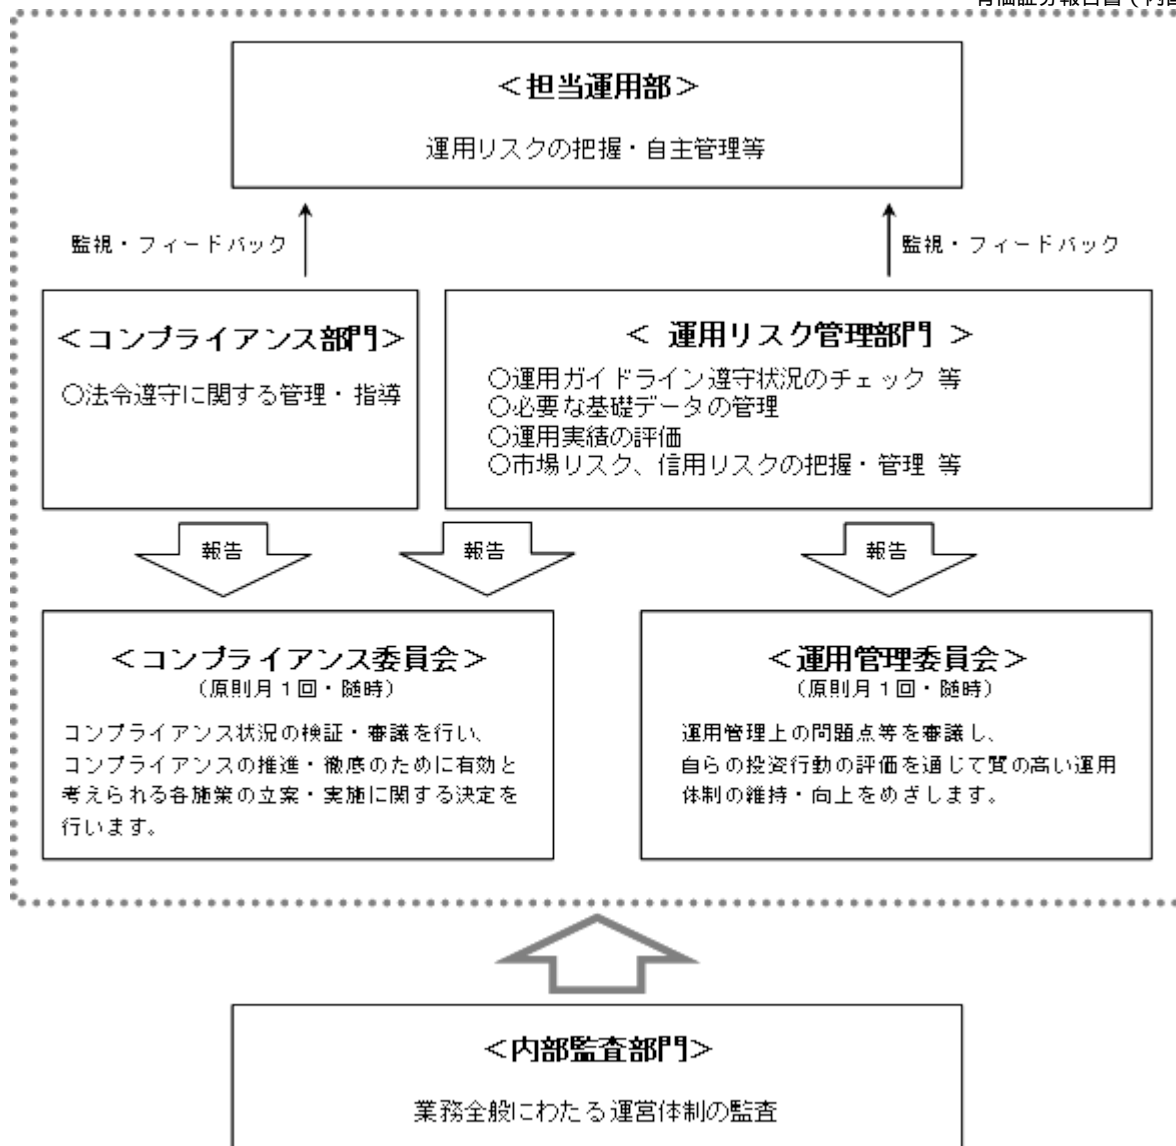 ＜担当運用部＞
運用リスクの把握・自主管理等
監視・フィードバック
監視・フィードバック
＜コンプライアンス部門＞
○法令遵守に関する管理・指導
＜ 運用リスク管理部門 ＞
○運用ガイドライン遵守状況のチェック 等
○必要な基礎データの管理
○運用実績の評価
○市場リスク、信用リスクの把握・管理 等
報告
報告
報告
＜コンプライアンス委員会＞
（原則月１回・随時）
コンプライアンス状況の検証・審議を行い、
コンプライアンスの推進・徹底のために有効と
考えられる各施策の立案・実施に関する決定を
行います。
＜運用管理委員会＞
（原則月１回・随時）
運用管理上の問題点等を審議し、
自らの投資行動の評価を通じて質の高い運用
体制の維持・向上をめざします。
＜内部監査部門＞
業務全般にわたる運営体制の監査